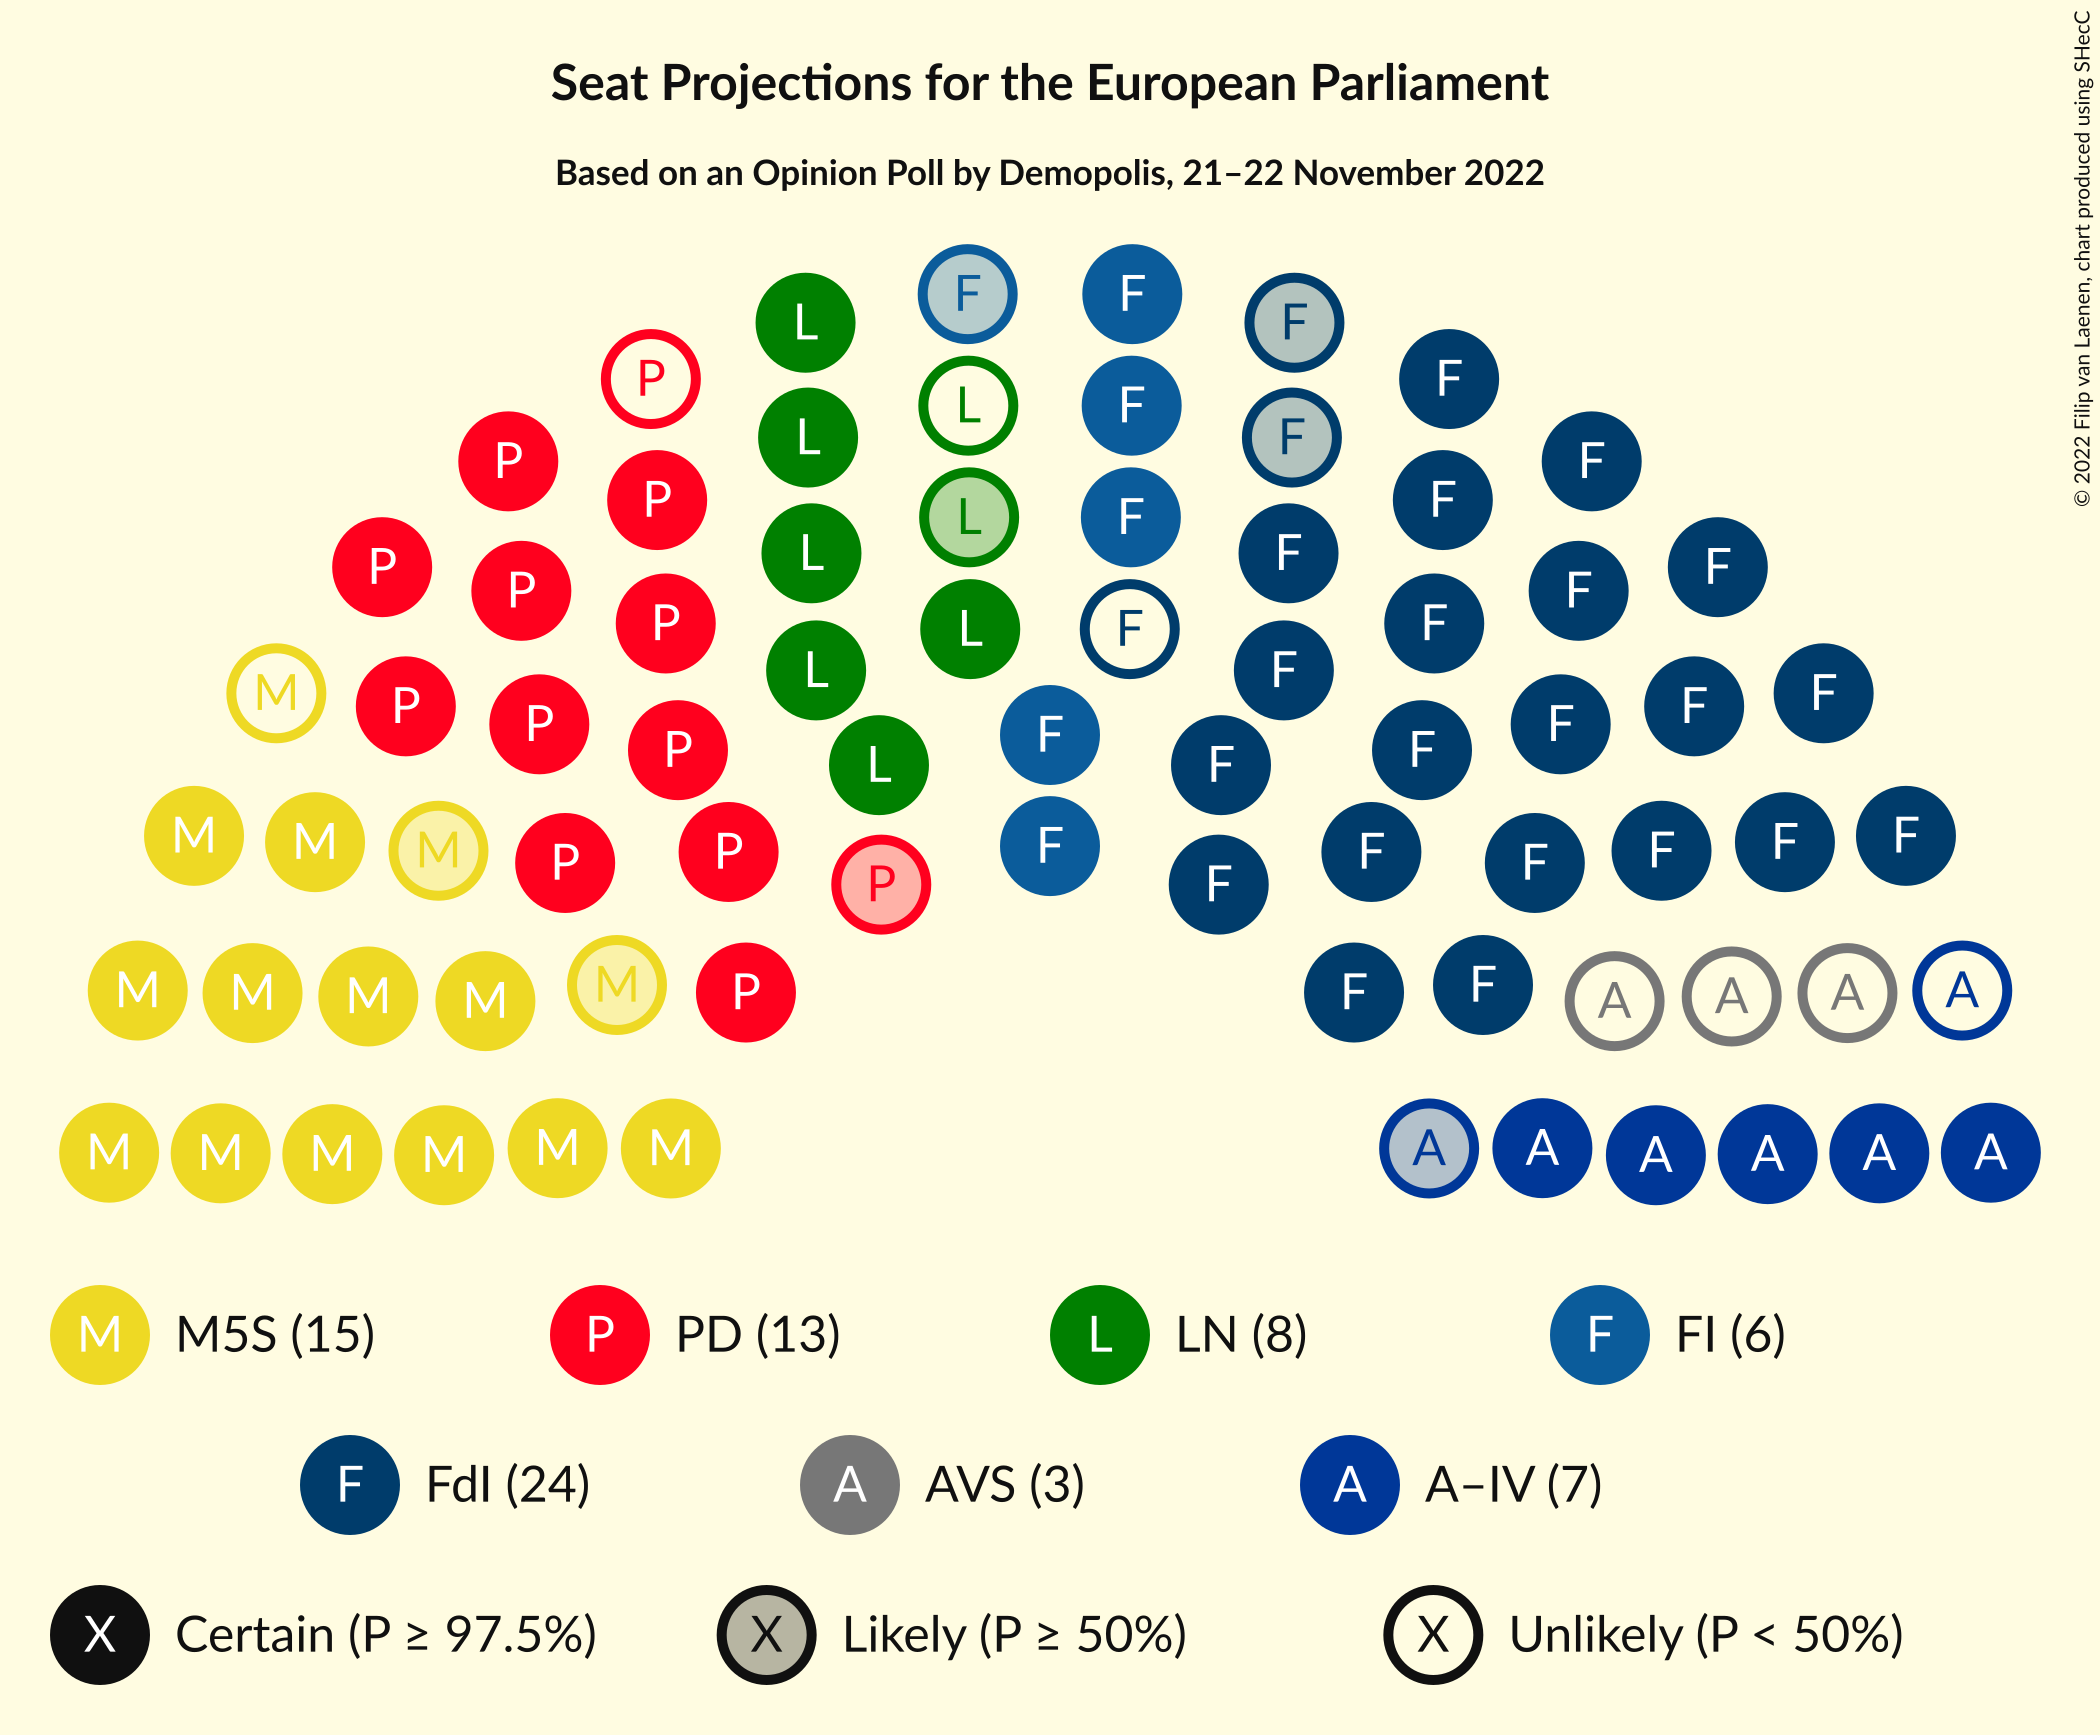 Seat Projections for the European Parliament
Based on an Opinion Poll by Demopolis, 21–22 November 2022
© 2022 Filip van Laenen, chart produced using SHecC
F F
L F
P L F
L F
P L F F
P P L F F
P L F F
P P F F
P L F F
M P L F F F
P F F
P P F F
L F F
M M M P P F F F F F F
P F
M M M M M P F F A A A A
M M M M M M A A A A A A
M M5S (15) P PD (13) L LN (8) F FI (6)
F FdI (24) A AVS (3) A A–IV (7)
X Certain (P ≥ 97.5%) X Likely (P ≥ 50%) X Unlikely (P < 50%)